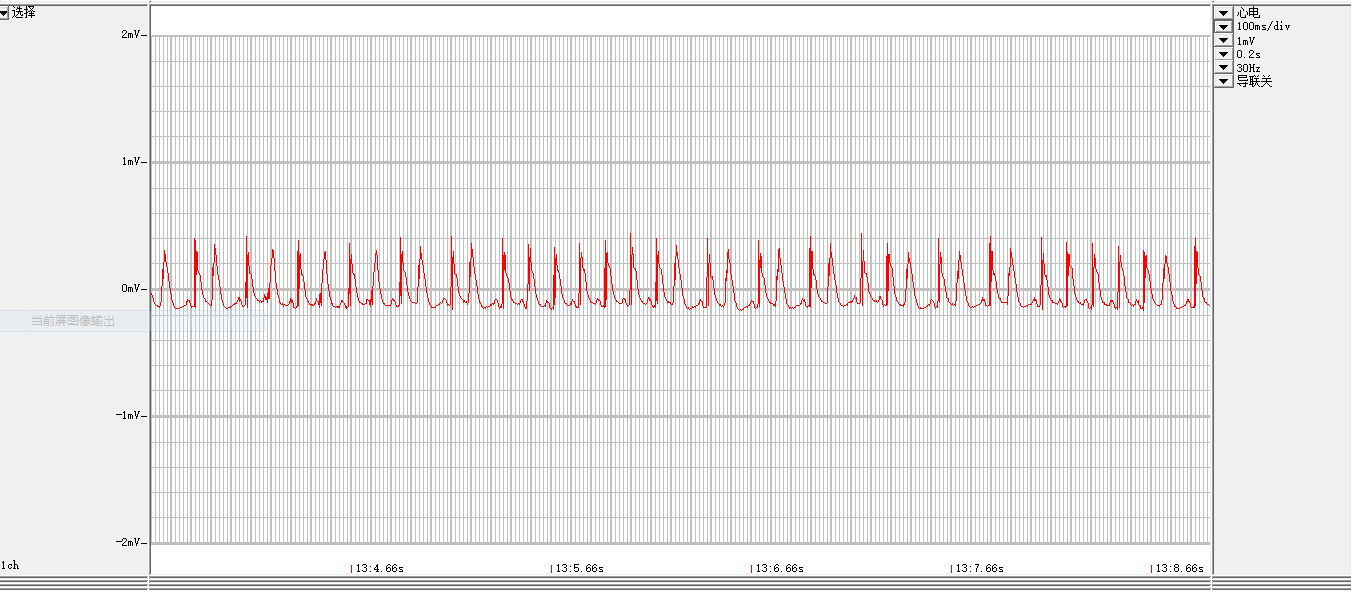 选择
2mV
1mV
0mV
-1mV
-2mV
当前屏图像输出
1ch
13:4.66s
13:5.66s
13:6.66s
13:7.66s
13:8.66s
心电
100ms/div
1mV
0.2s
30Hz
导联关